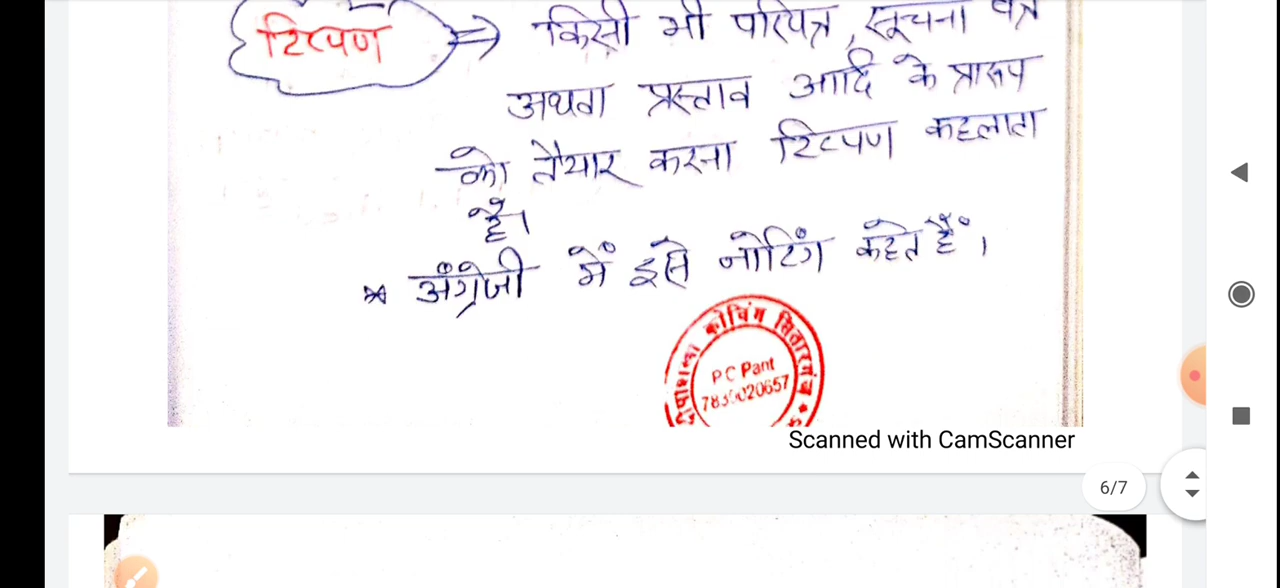 टिप्पण ⇒ किसी भी परिपत्र, सूचना पत्र
अथवा प्रस्ताव आदि के प्रारूप
को तैयार करना टिप्पण कहलाता
है।
* अंग्रेजी में इसे नोटिंग कहते हैं।
कोचिंग सितारगंज
PC Pant
Scanned with CamScanner
6/7